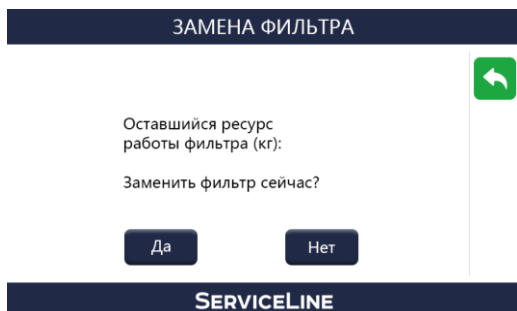 ЗАМЕНА ФИЛЬТРА
Оставшийся ресурс
работы фильтра (кг):
Заменить фильтр сейчас?
Да
Нет
SERVICELINE